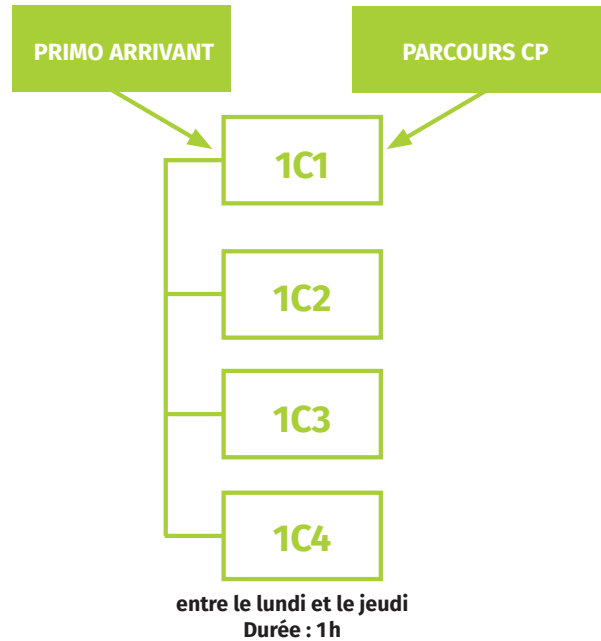 PRIMO ARRIVANT
PARCOURS CP
1C1
1C2
1C3
1C4
entre le lundi et le jeudi
Durée : 1h